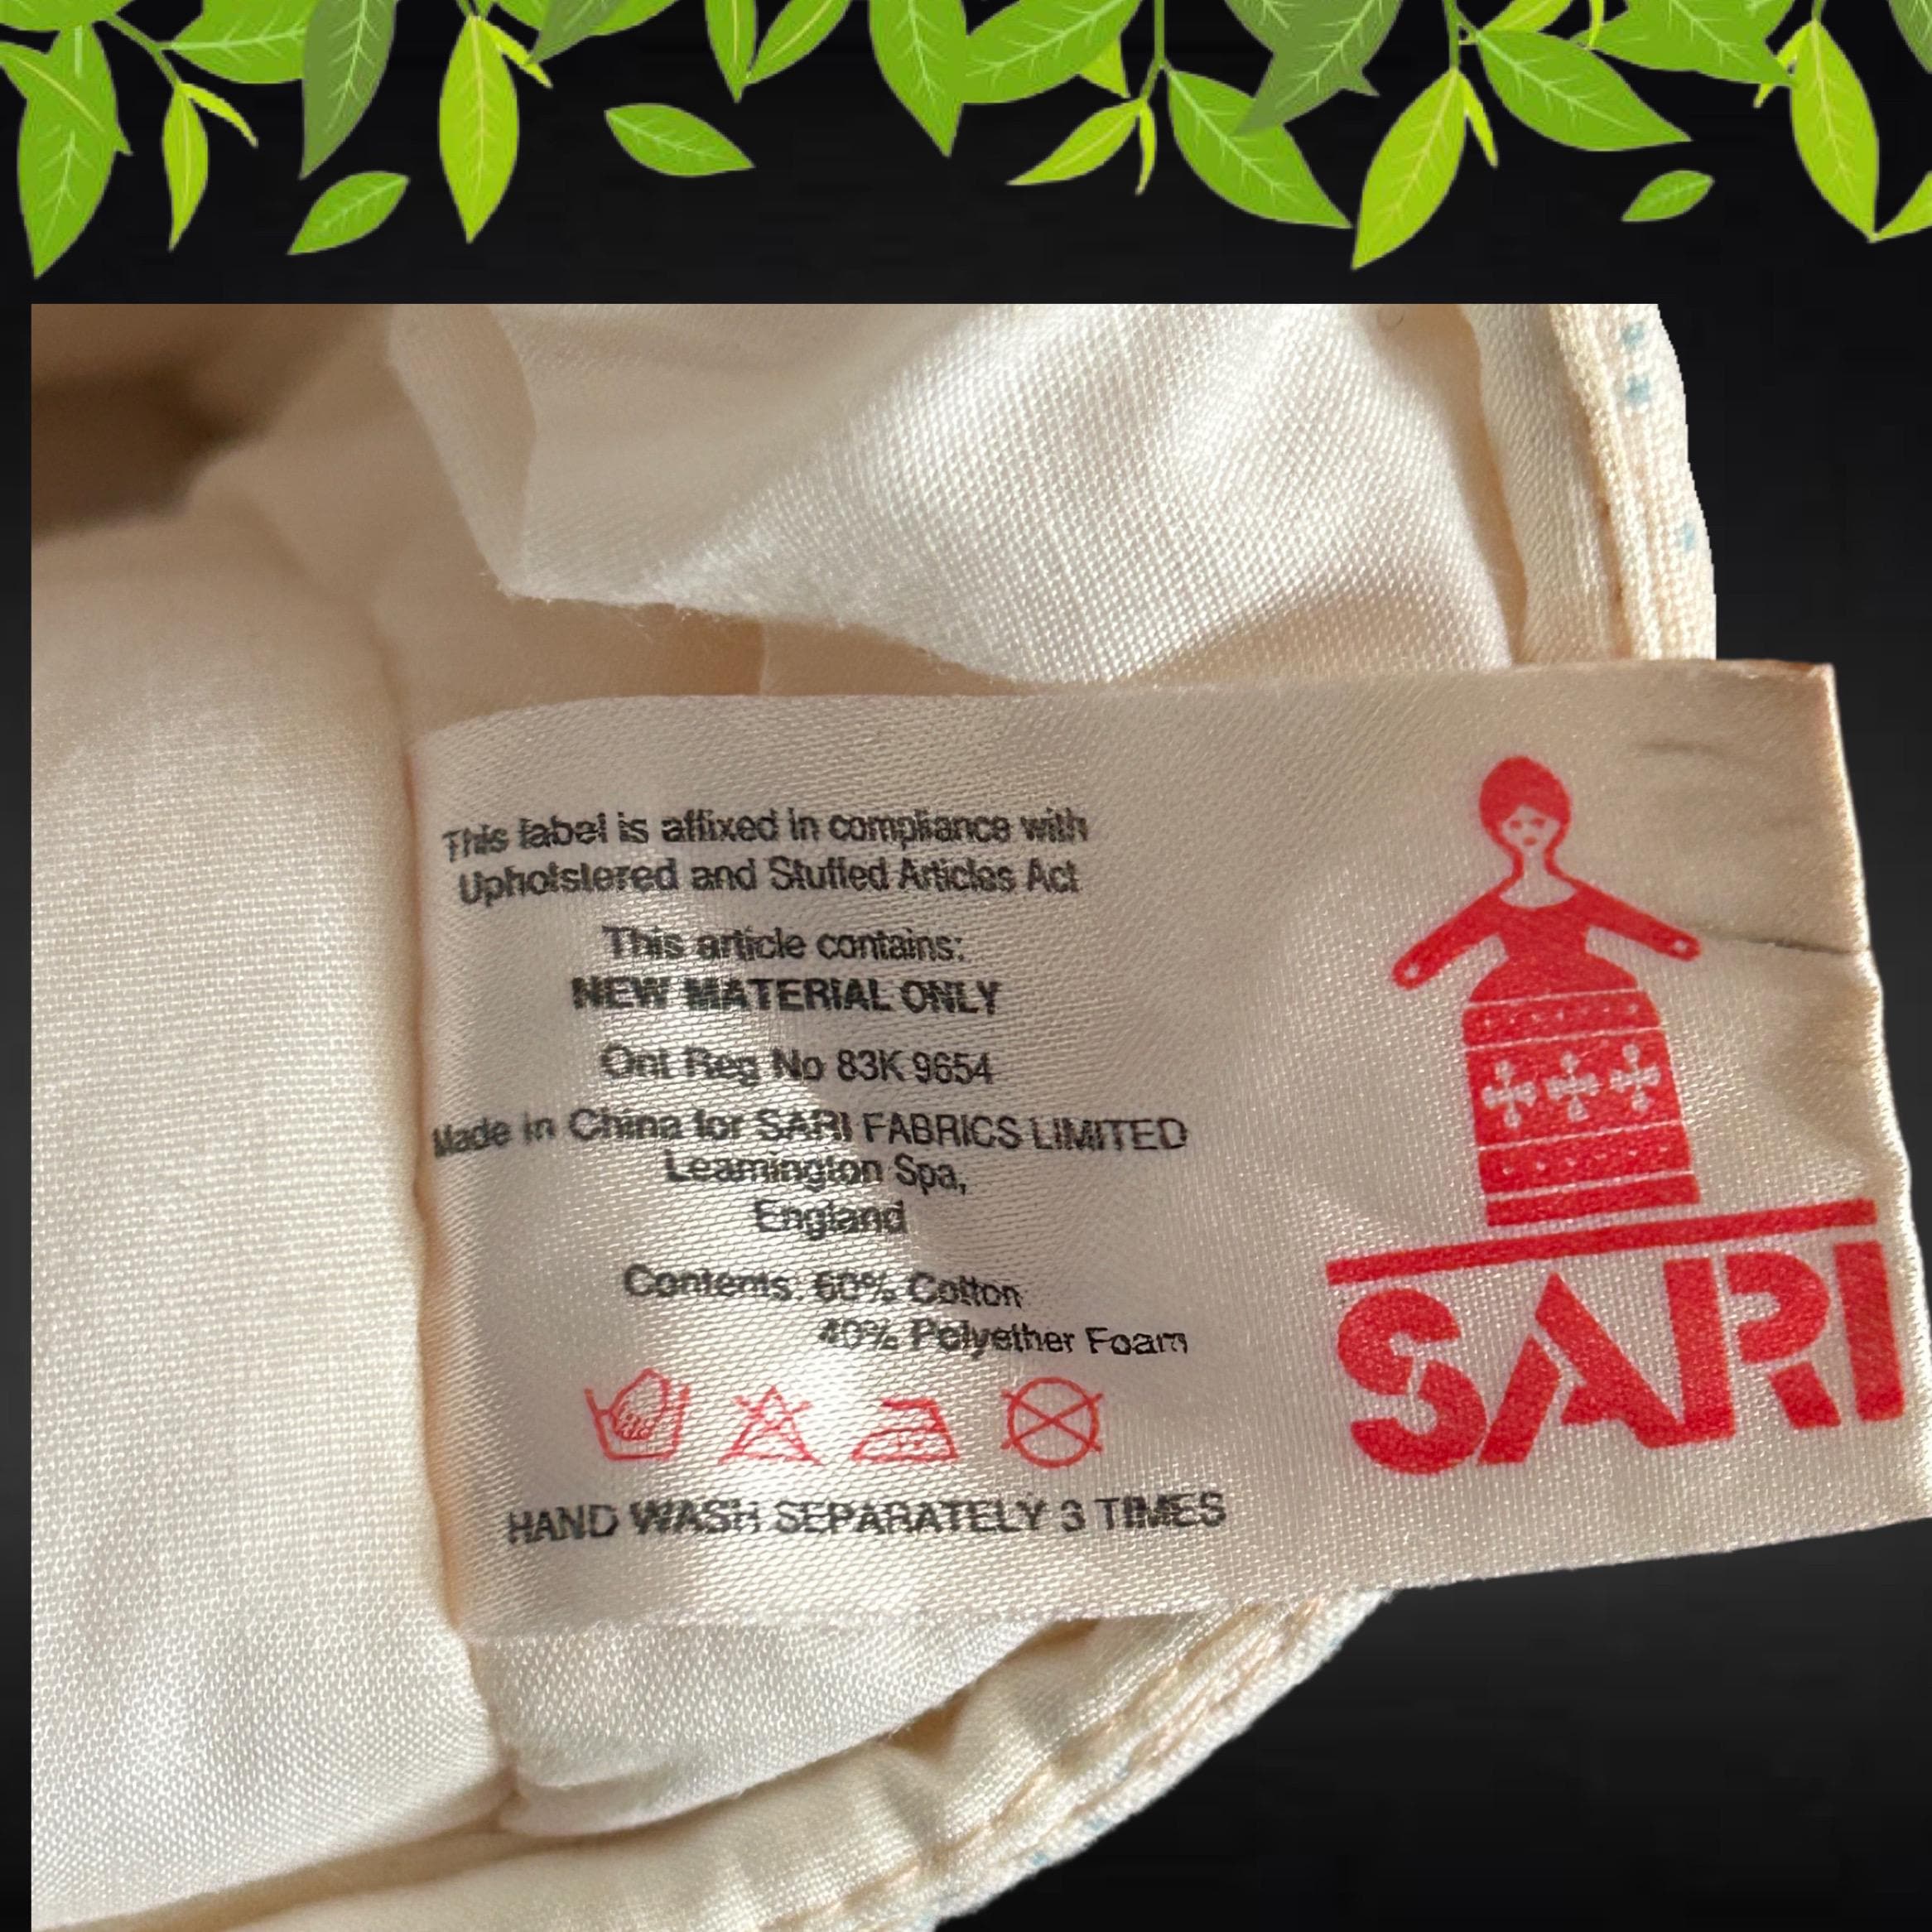 This label is affixed in compliance with
Upholstered and Stuffed Articles Act
This article contains:
NEW MATERIAL ONLY
Ont Reg No 83K 9654
Made in China for SARI FABRICS LIMITED
Leamington Spa,
England
Contents. 60% Cotton
40% Polyether Foam
HAND WASH SEPARATELY 3 TIMES
SARI